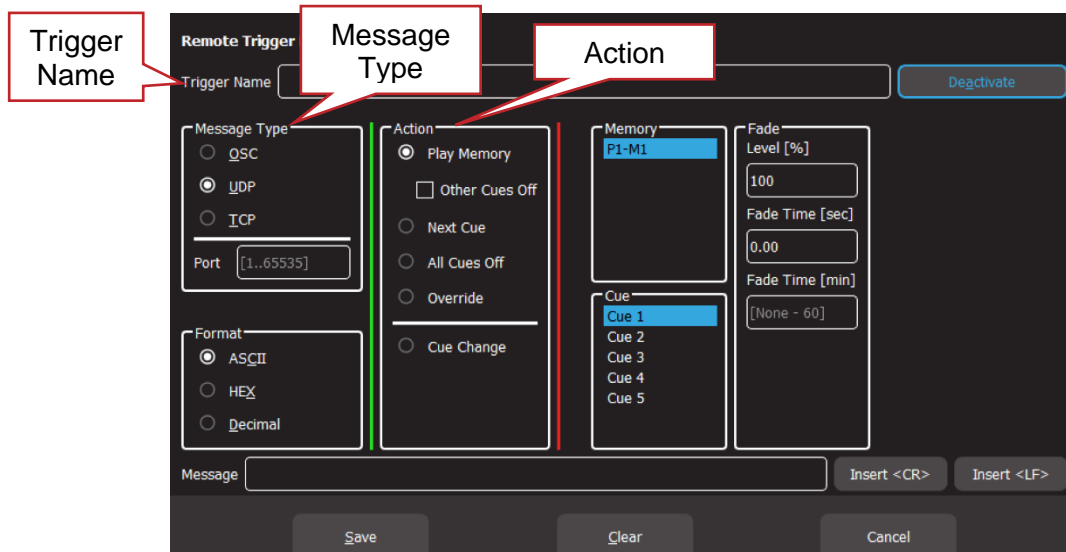 Trigger
Name
Message
Type
Action
Remote Trigger
Trigger Name
Deactivate
Message Type
OSC
UDP
TCP
Port [1..65535]
Format
ASCII
HEX
Decimal
Action
Play Memory
Other Cues Off
Next Cue
All Cues Off
Override
Cue Change
Memory
P1-M1
Cue
Cue 1
Cue 2
Cue 3
Cue 4
Cue 5
Fade
Level [%]
100
Fade Time [sec]
0.00
Fade Time [min]
[None - 60]
Message
Insert <CR>
Insert <LF>
Save
Clear
Cancel